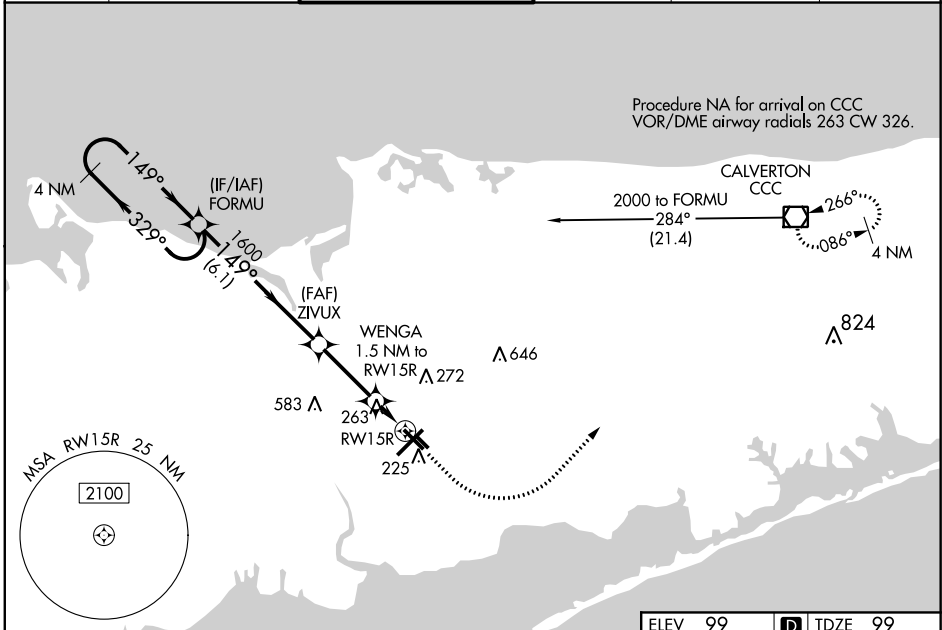 Procedure NA for arrival on CCC
VOR/DME airway radials 263 CW 326.
CALVERTON
CCC
2000 to FORMU
284°
(21.4)
266°
086°
4 NM
149°
4 NM
(IF/IAF)
FORMU
329°
1600
149°
(6.1)
(FAF)
ZIVUX
WENGA
1.5 NM to
RW15R
646
824
272
583
263
RW15R
225
MSA RW15R 25 NM
2100
ELEV 99
D
TDZE 99